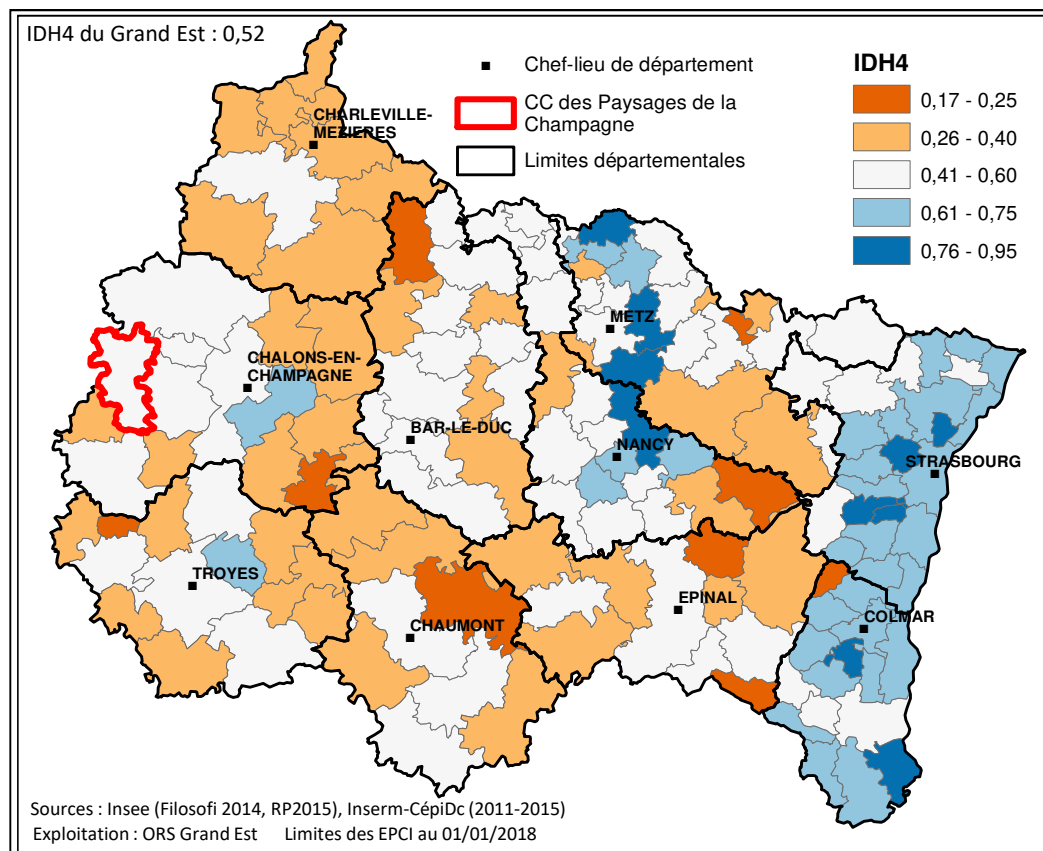 IDH4 du Grand Est : 0,52
Chef-lieu de département
CC des Paysages de la
Champagne
Limites départementales
IDH4
0,17 - 0,25
0,26 - 0,40
0,41 - 0,60
0,61 - 0,75
0,76 - 0,95
CHARLEVILLE-
MEZIERES
METZ
CHALONS-EN-
CHAMPAGNE
BAR-LE-DUC
NANCY
STRASBOURG
TROYES
EPINAL
COLMAR
CHAUMONT
Sources : Insee (Filosofi 2014, RP2015), Inserm-CépiDc (2011-2015)
Exploitation : ORS Grand Est Limites des EPCI au 01/01/2018